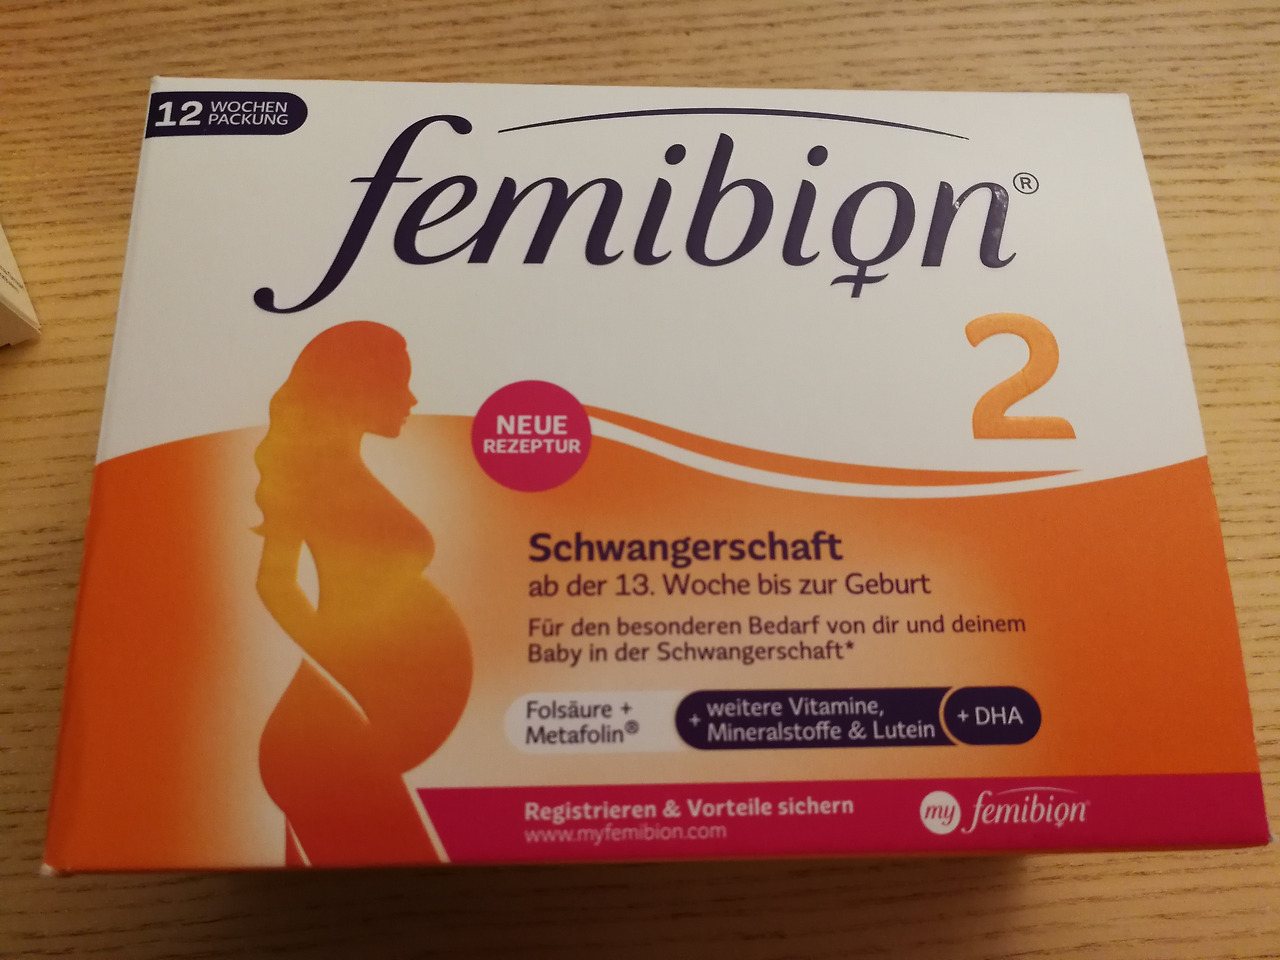 12 WOCHEN
PACKUNG
femibion®
2
NEUE
REZEPTUR
Schwangerschaft
ab der 13. Woche bis zur Geburt
Für den besonderen Bedarf von dir und deinem
Baby in der Schwangerschaft*
Folsäure +
Metafolin®
+ weitere Vitamine,
Mineralstoffe & Lutein
+ DHA
Registrieren & Vorteile sichern
www.myfemibion.com
my femibion®